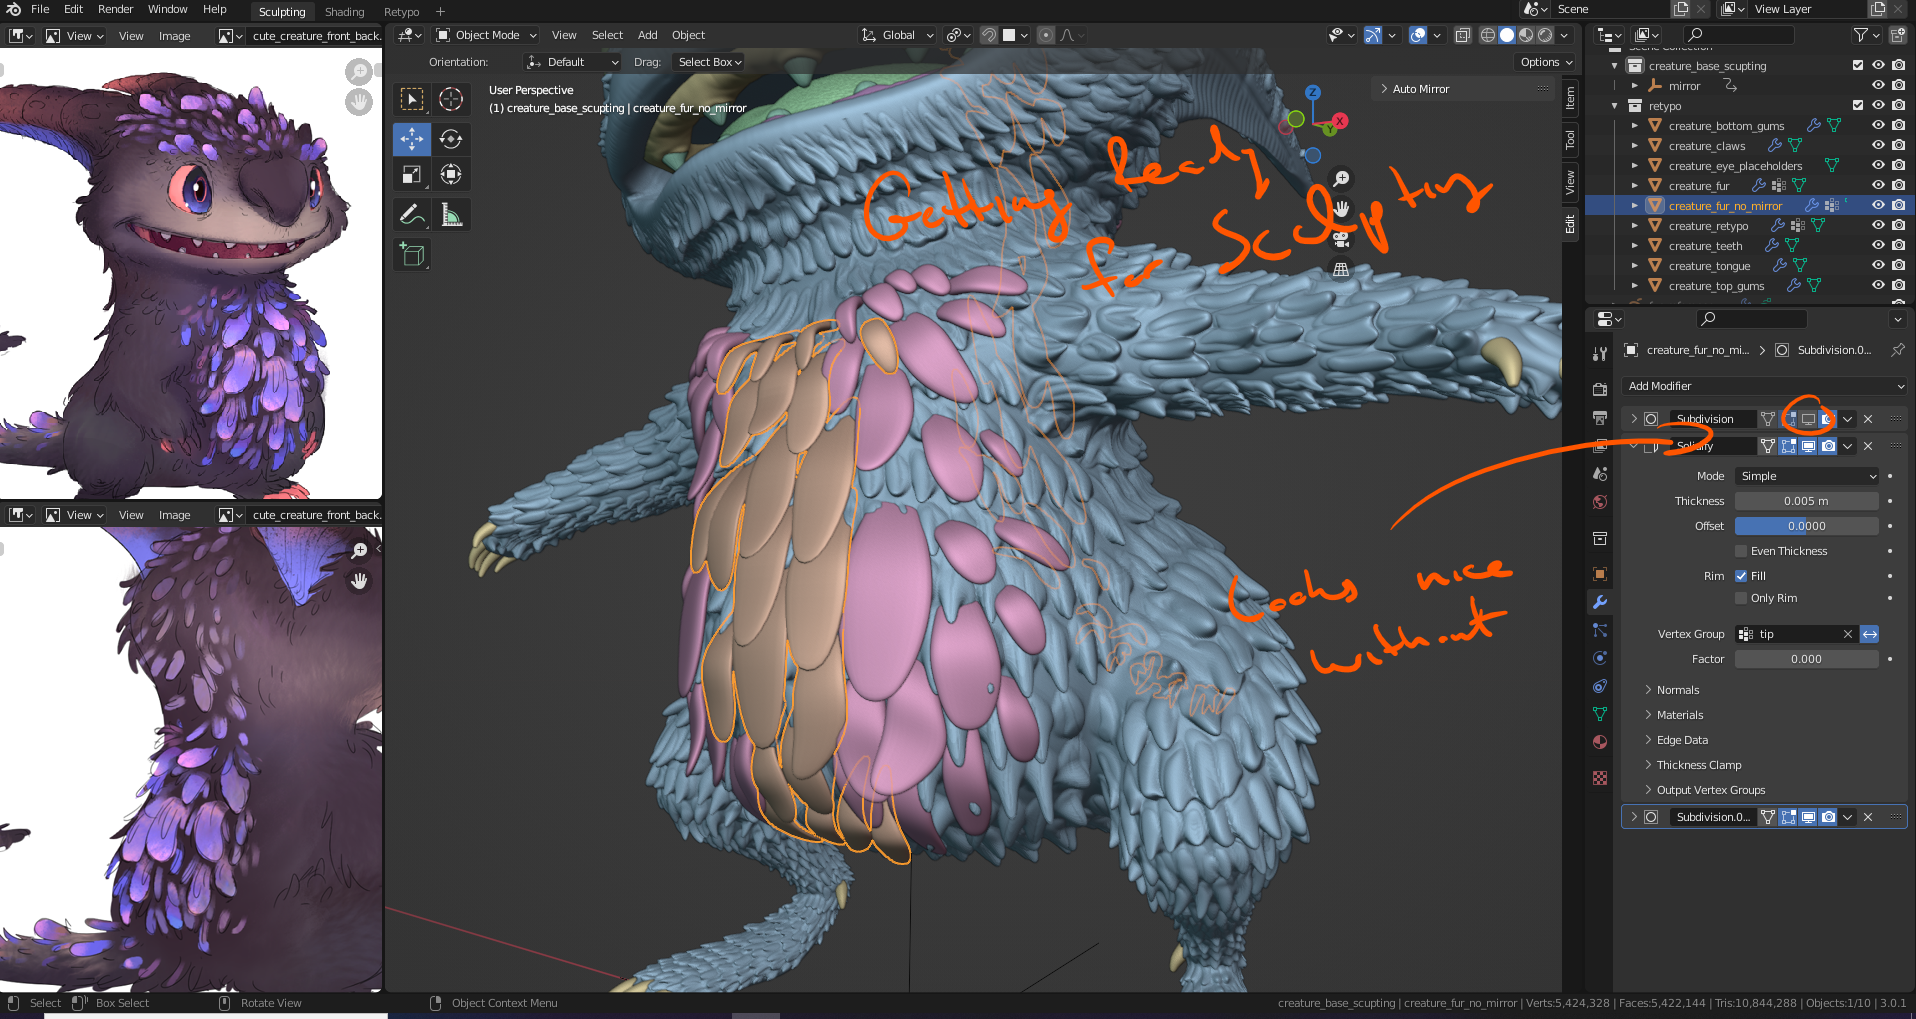 File Edit Render Window Help
Sculpting Shading Retypo +
Scene
View Layer
View View Image cute_creature_front_back.
Object Mode View Select Add Object Global
Orientation: Default Drag: Select Box Options
User Perspective
(1) creature_base_scupting | creature_fur_no_mirror
Auto Mirror
Item
Tool
View
Edit
Z
X
Y
Getting Ready
for Sculpting
Looks nice
without
View View Image cute_creature_front_back.
Scene Collection
creature_base_scupting
mirror
retypo
creature_bottom_gums
creature_claws
creature_eye_placeholders
creature_fur
creature_fur_no_mirror
creature_retypo
creature_teeth
creature_tongue
creature_top_gums
creature_fur_no_mi... Subdivision.0...
Add Modifier
Subdivision
Solidify
Mode Simple
Thickness 0.005 m
Offset 0.0000
Even Thickness
Rim Fill
Only Rim
Vertex Group tip
Factor 0.000
Normals
Materials
Edge Data
Thickness Clamp
Output Vertex Groups
Subdivision.0...
Select Box Select Rotate View Object Context Menu
creature_base_scupting | creature_fur_no_mirror | Verts:5,424,328 | Faces:5,422,144 | Tris:10,844,288 | Objects:1/10 | 3.0.1